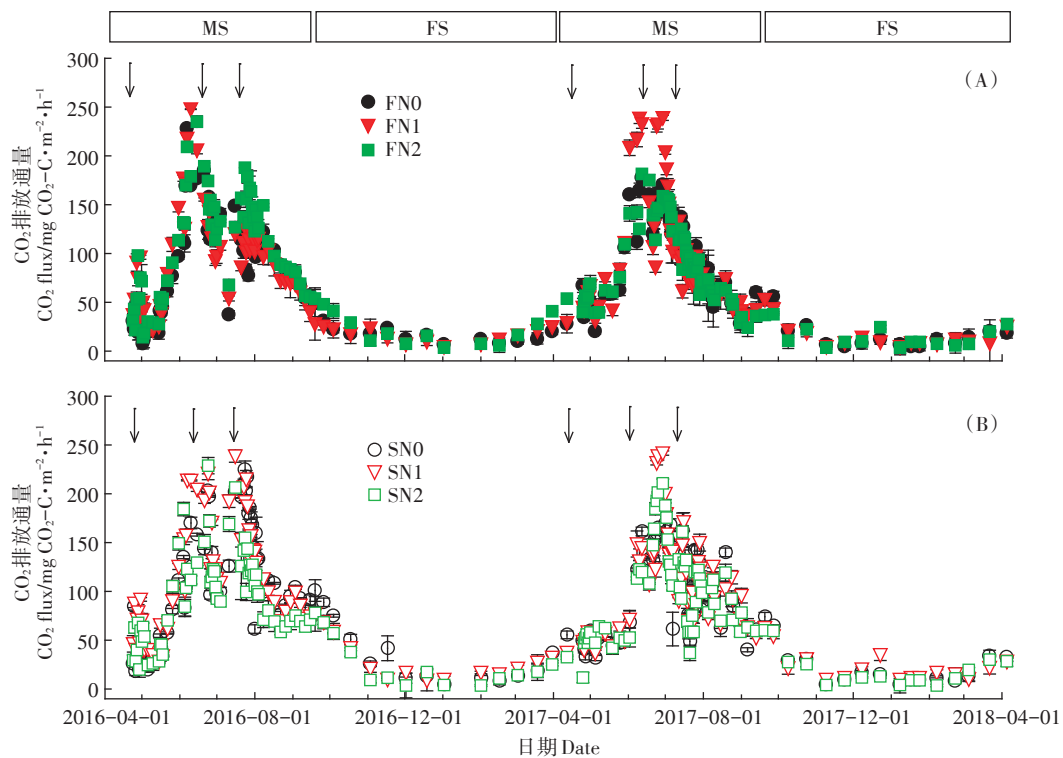 MS FS MS FS
(A)
300
250
200
150
100
50
0
CO₂排放通量
CO₂ flux/mg CO₂-C·m⁻²·h⁻¹
FN0
FN1
FN2
(B)
300
250
200
150
100
50
0
CO₂排放通量
CO₂ flux/mg CO₂-C·m⁻²·h⁻¹
SN0
SN1
SN2
2016-04-01 2016-08-01 2016-12-01 2017-04-01 2017-08-01 2017-12-01 2018-04-01
日期 Date